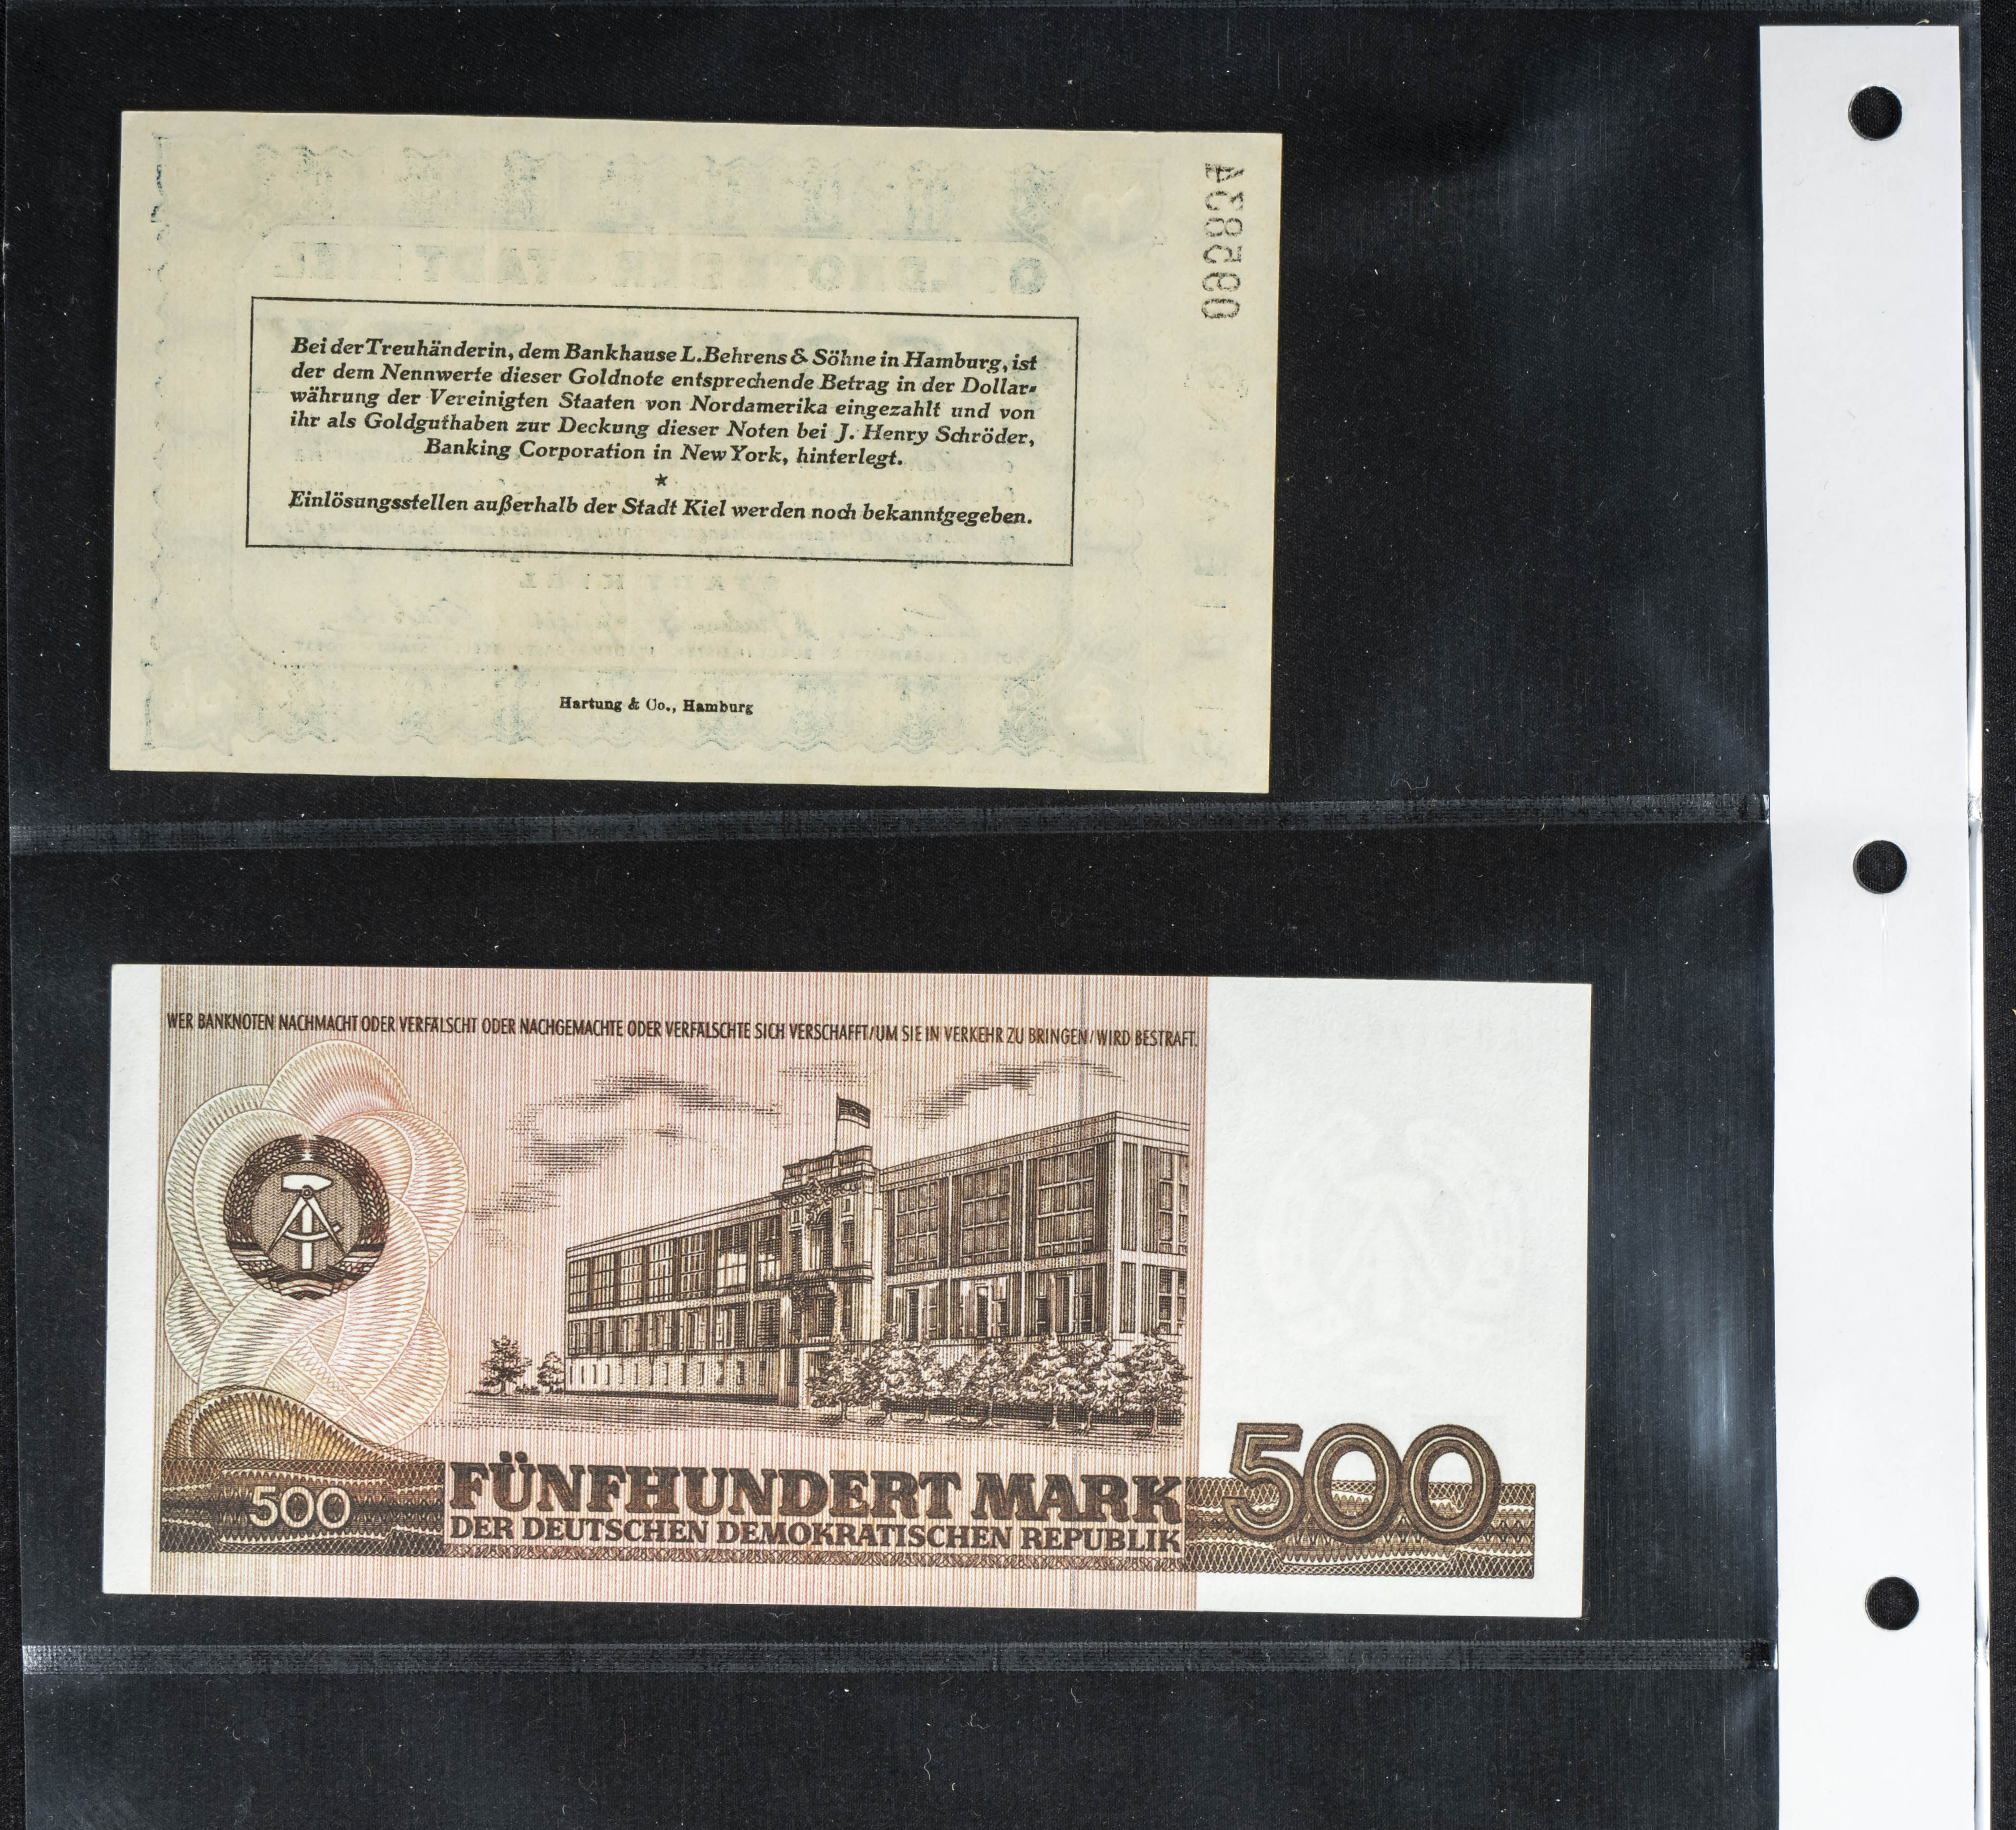 Bei der Treuhänderin, dem Bankhause L. Behrens & Söhne in Hamburg, ist
der dem Nennwerte dieser Goldnote entsprechende Betrag in der Dollar-
währung der Vereinigten Staaten von Nordamerika eingezahlt und von
ihr als Goldguthaben zur Deckung dieser Noten bei J. Henry Schröder,
Banking Corporation in New York, hinterlegt.
*
Einlösungsstellen außerhalb der Stadt Kiel werden noch bekanntgegeben.
Hartung & Co., Hamburg
WER BANKNOTEN NACHMACHT ODER VERFÄLSCHT ODER NACHGEMACHTE ODER VERFÄLSCHTE SICH VERSCHAFFT/UM SIE IN VERKEHR ZU BRINGEN/WIRD BESTRAFT.
500
FÜNFHUNDERT MARK
DER DEUTSCHEN DEMOKRATISCHEN REPUBLIK
500